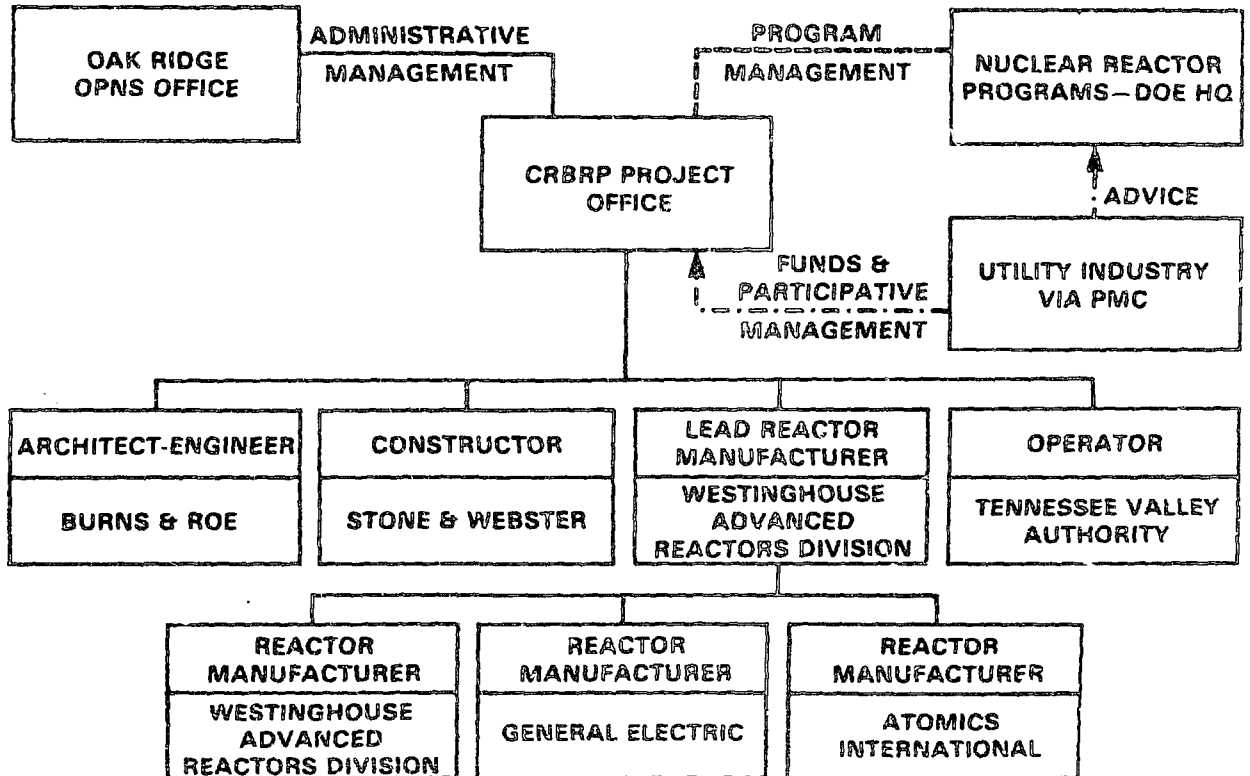 OAK RIDGE
OPNS OFFICE
ADMINISTRATIVE
MANAGEMENT
PROGRAM
MANAGEMENT
NUCLEAR REACTOR
PROGRAMS—DOE HQ
CRBRP PROJECT
OFFICE
ADVICE
FUNDS &
PARTICIPATIVE
MANAGEMENT
UTILITY INDUSTRY
VIA PMC
ARCHITECT-ENGINEER
BURNS & ROE
CONSTRUCTOR
STONE & WEBSTER
LEAD REACTOR
MANUFACTURER
WESTINGHOUSE
ADVANCED
REACTORS DIVISION
OPERATOR
TENNESSEE VALLEY
AUTHORITY
REACTOR
MANUFACTURER
WESTINGHOUSE
ADVANCED
REACTORS DIVISION
REACTOR
MANUFACTURER
GENERAL ELECTRIC
REACTOR
MANUFACTURER
ATOMICS
INTERNATIONAL